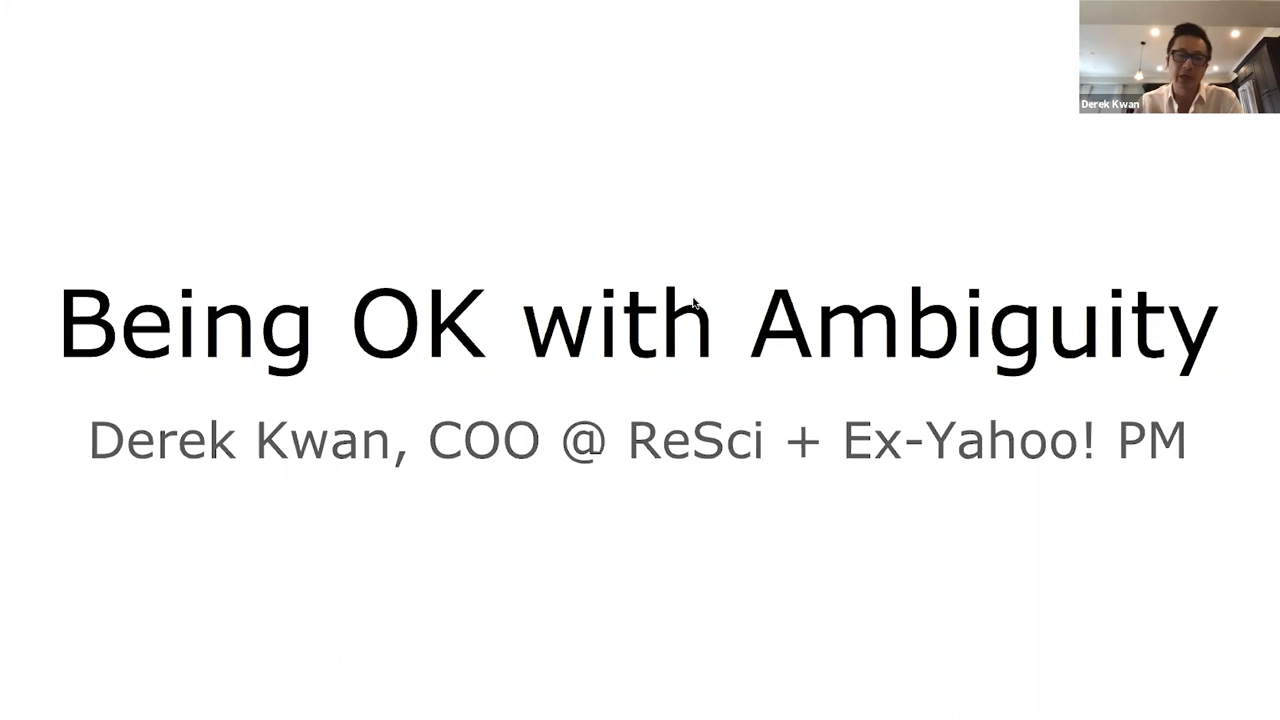 Derek Kwan
Being OK with Ambiguity
Derek Kwan, COO @ ReSci + Ex-Yahoo! PM